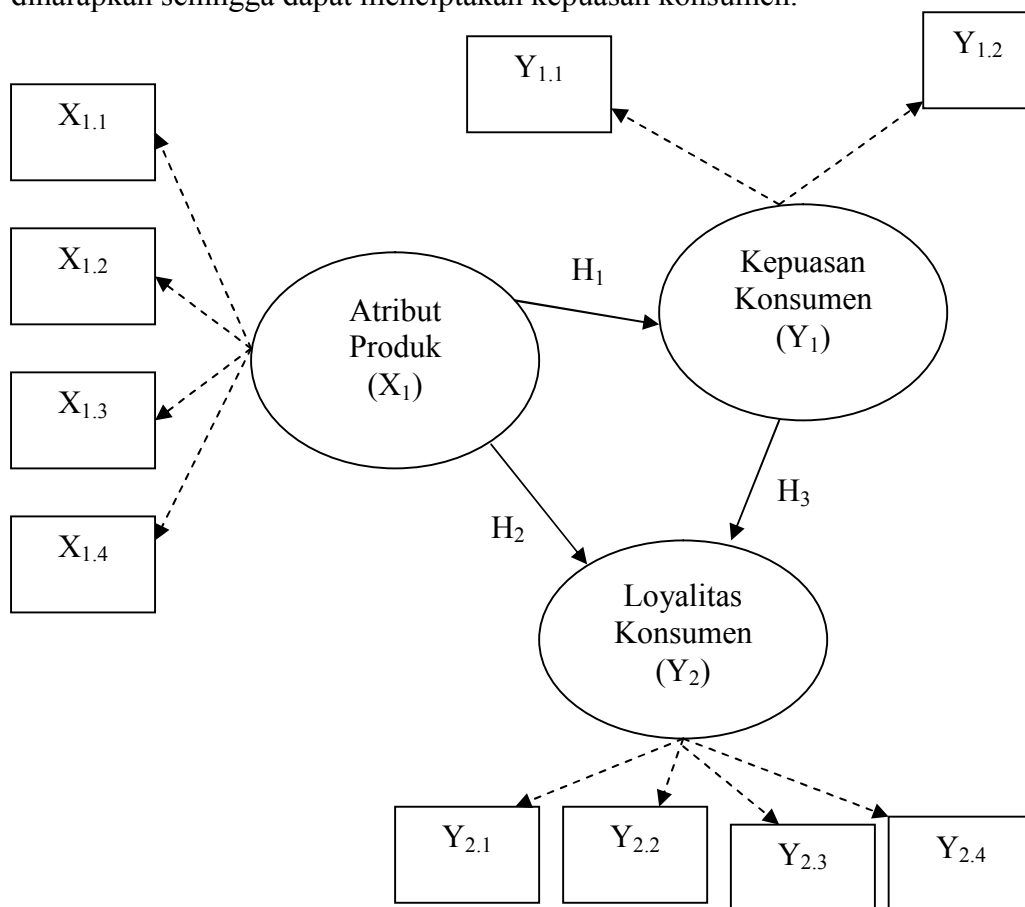 diharapkan sehingga dapat menciptakan kepuasan konsumen.
Y1.1
Y1.2
X1.1
X1.2
X1.3
X1.4
Atribut
Produk
(X1)
H1
Kepuasan
Konsumen
(Y1)
H2
H3
Loyalitas
Konsumen
(Y2)
Y2.1
Y2.2
Y2.3
Y2.4